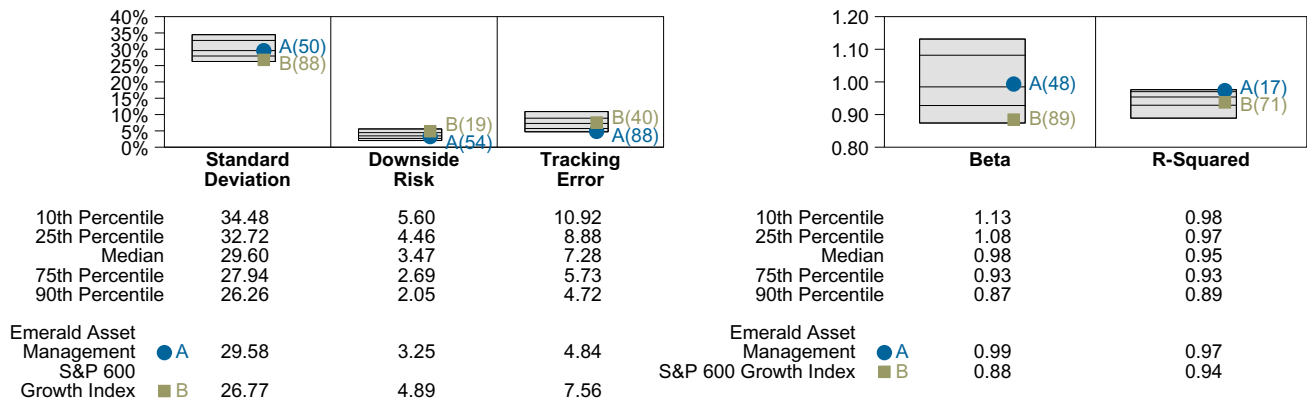 40%
35%
30%
25%
20%
15%
10%
5%
0%
A(50)
B(88)
B(19)
A(54)
B(40)
A(88)
Standard Deviation
Downside Risk
Tracking Error
10th Percentile 34.48 5.60 10.92
25th Percentile 32.72 4.46 8.88
Median 29.60 3.47 7.28
75th Percentile 27.94 2.69 5.73
90th Percentile 26.26 2.05 4.72
Emerald Asset
Management A 29.58 3.25 4.84
S&P 600
Growth Index B 26.77 4.89 7.56
1.20
1.10
1.00
0.90
0.80
A(48)
B(89)
A(17)
B(71)
Beta R-Squared
10th Percentile 1.13 0.98
25th Percentile 1.08 0.97
Median 0.98 0.95
75th Percentile 0.93 0.93
90th Percentile 0.87 0.89
Emerald Asset
Management A 0.99 0.97
S&P 600 Growth Index B 0.88 0.94